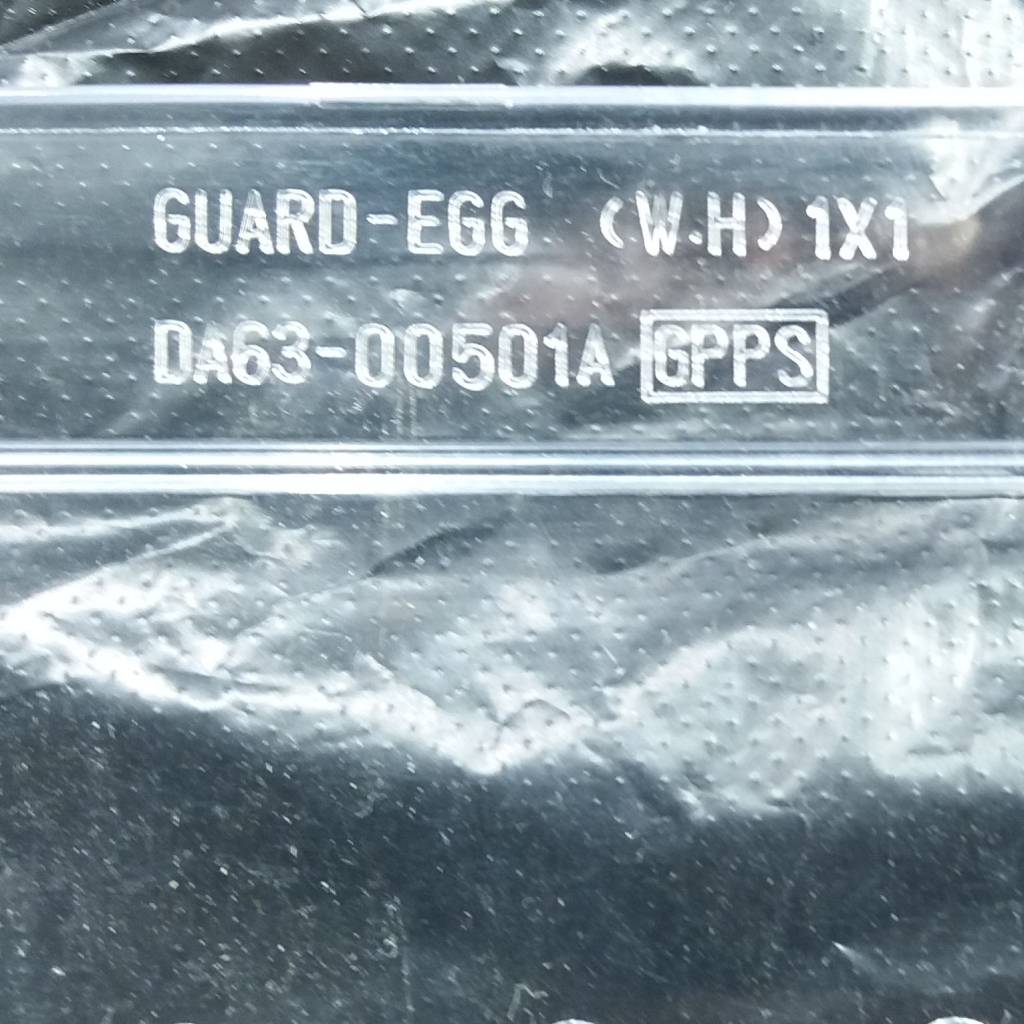 GUARD-EGG (W.H) 1X1
DA63-00501A GPPS